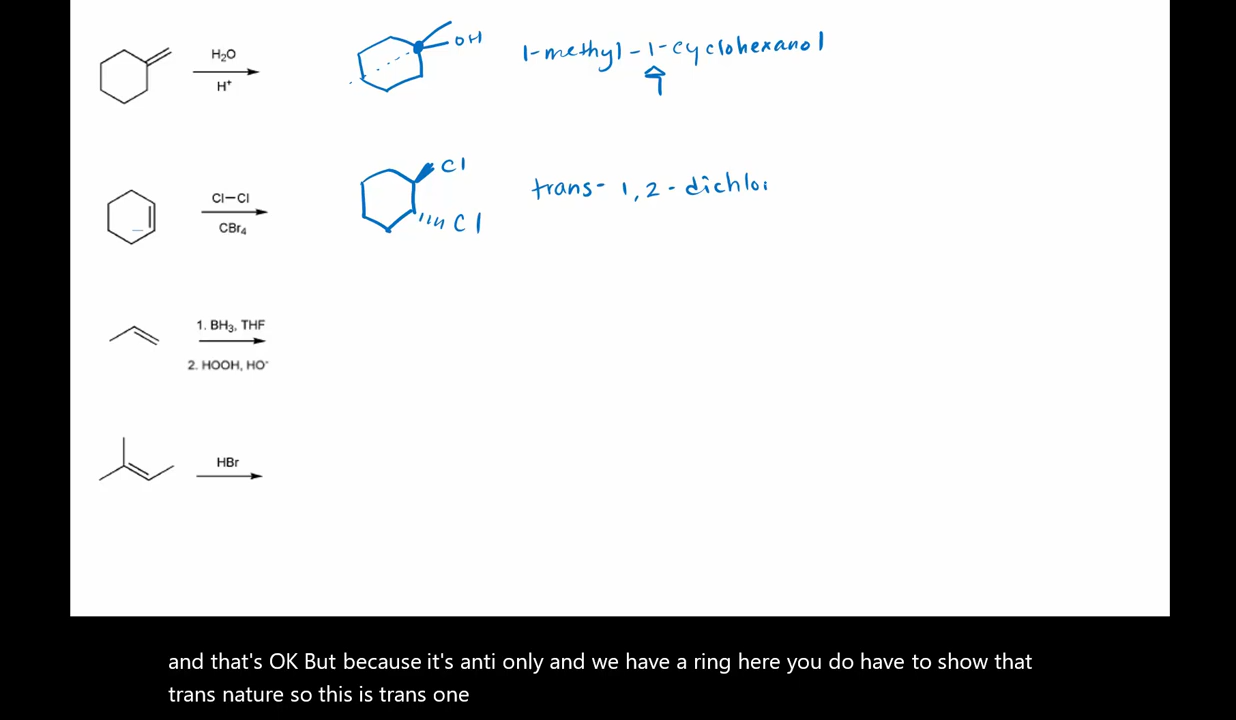 H₂O
H⁺
OH
1-methyl-1-cyclohexanol
Cl—Cl
CBr₄
Cl
Cl
trans- 1,2-dichlo
1. BH₃, THF
2. HOOH, HO⁻
HBr
and that's OK But because it's anti only and we have a ring here you do have to show that
trans nature so this is trans one